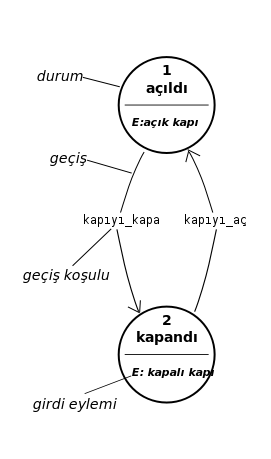 1
açıldı
durum
E:açık kapı
geçiş
kapıyı_kapa
kapıyı_aç
geçiş koşulu
2
kapandı
E: kapalı kapı
girdi eylemi